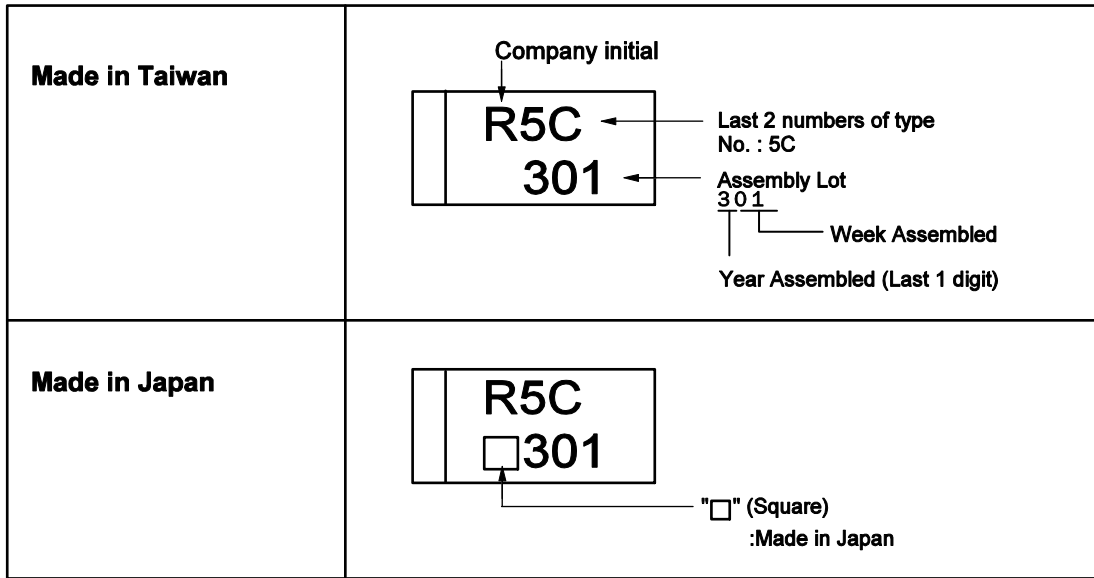 Made in Taiwan
Company initial
R5C
Last 2 numbers of type
No. : 5C
301
Assembly Lot
301
Week Assembled
Year Assembled (Last 1 digit)
Made in Japan
R5C
□301
"□" (Square)
:Made in Japan